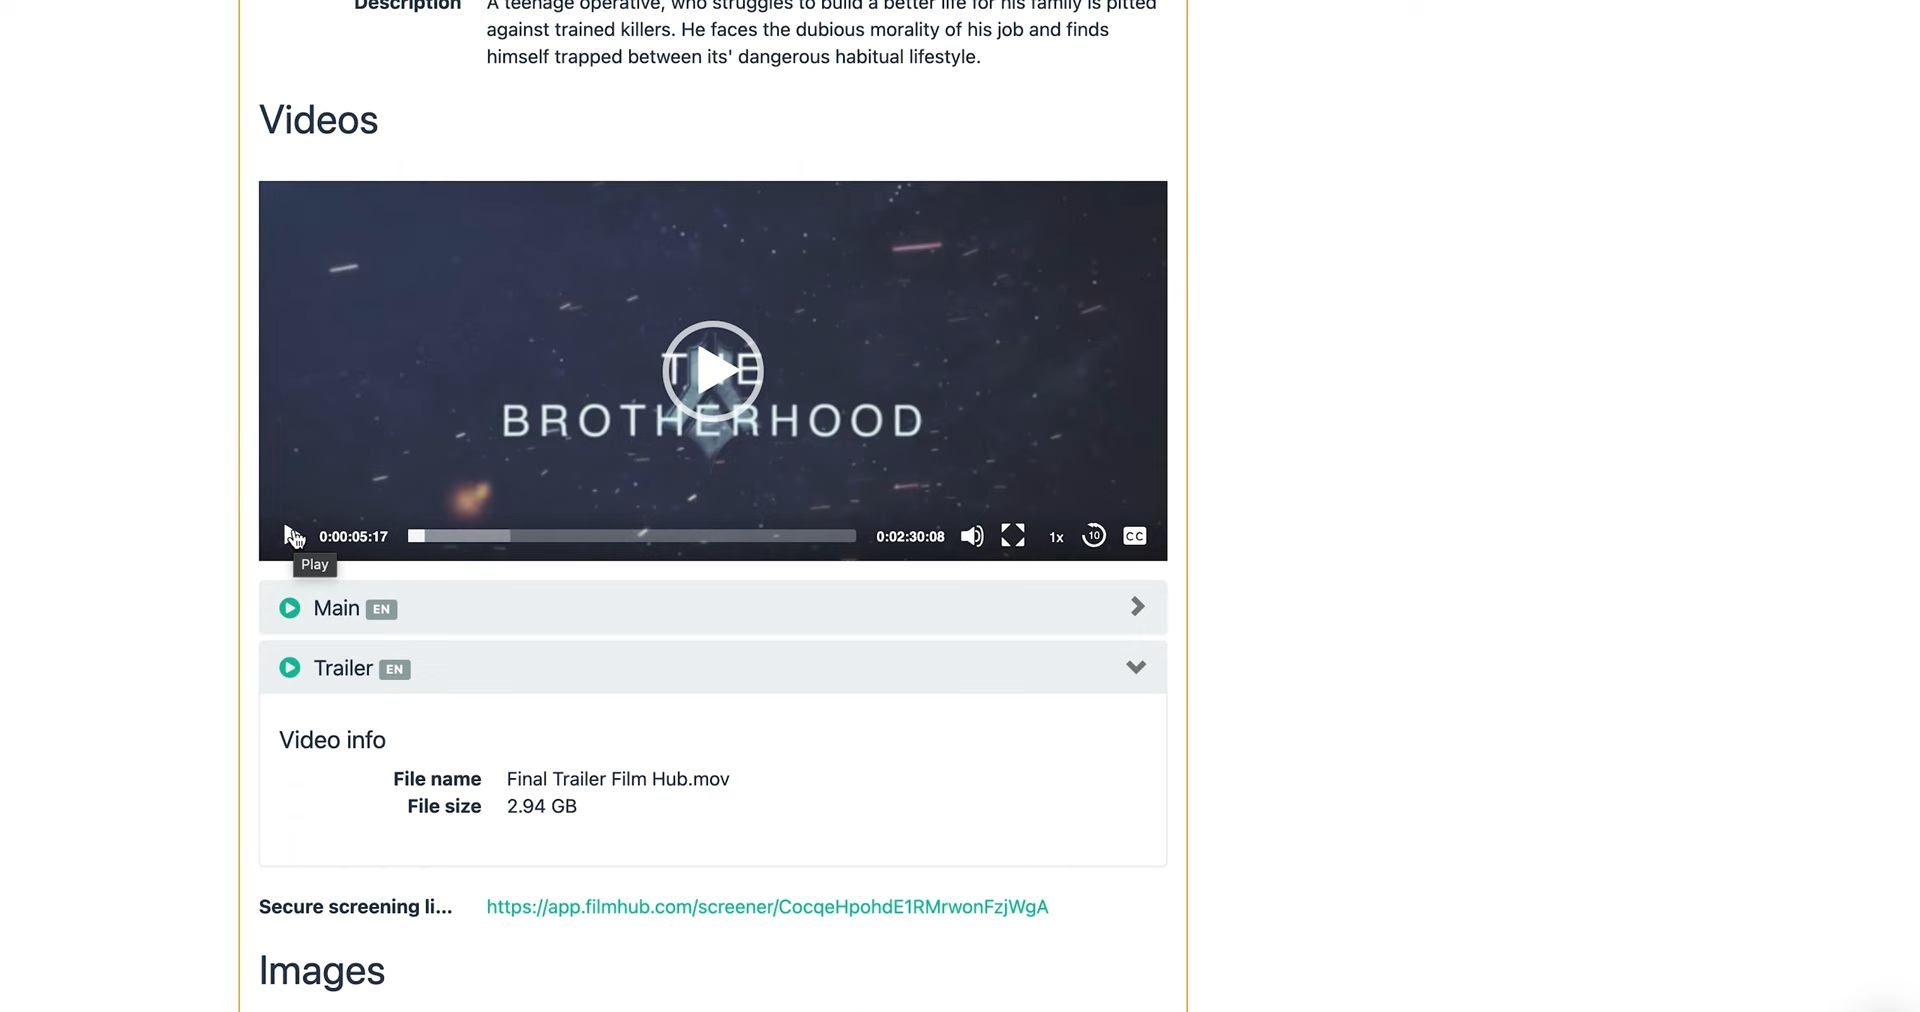 Description A teenage operative, who struggles to build a better life for his family is pitted
against trained killers. He faces the dubious morality of his job and finds
himself trapped between its' dangerous habitual lifestyle.
Videos
THE
BROTHERHOOD
0:00:05:17 0:02:30:08 1x 10 CC
Play
Main EN
Trailer EN
Video info
File name Final Trailer Film Hub.mov
File size 2.94 GB
Secure screening li... https://app.filmhub.com/screener/CocqeHpohdE1RMrwonFzjWgA
Images